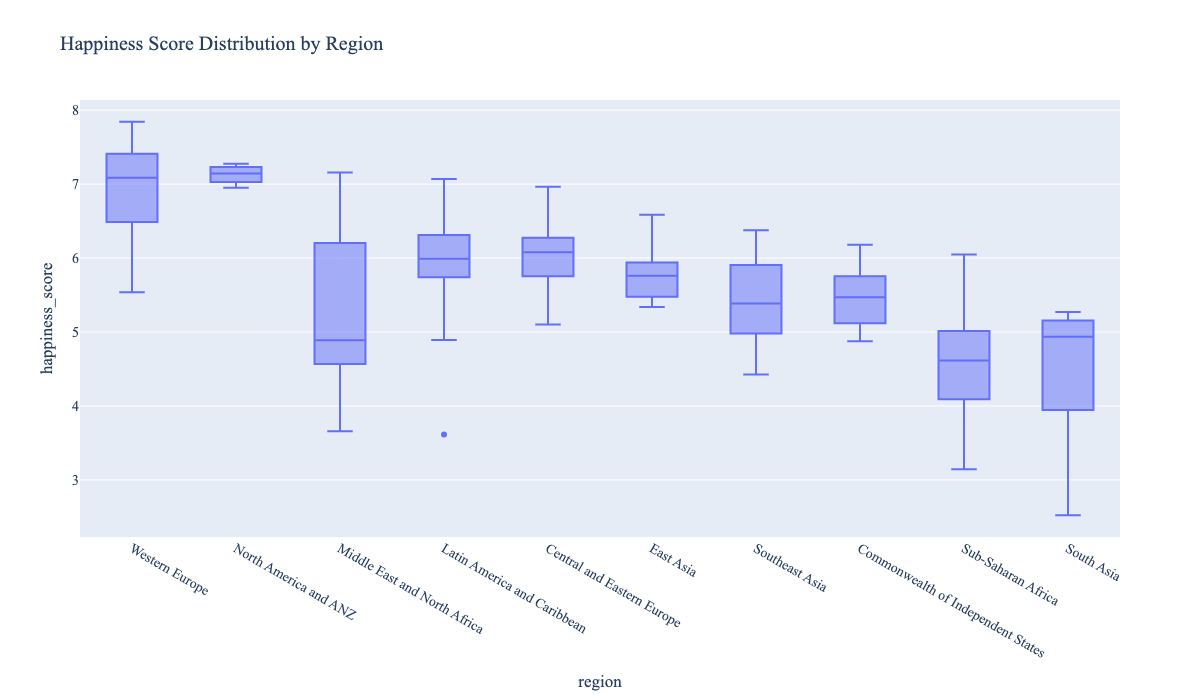 Happiness Score Distribution by Region
happiness_score
8
7
6
5
4
3
Western Europe
North America and ANZ
Middle East and North Africa
Latin America and Caribbean
Central and Eastern Europe
East Asia
Southeast Asia
Commonwealth of Independent States
Sub-Saharan Africa
South Asia
region